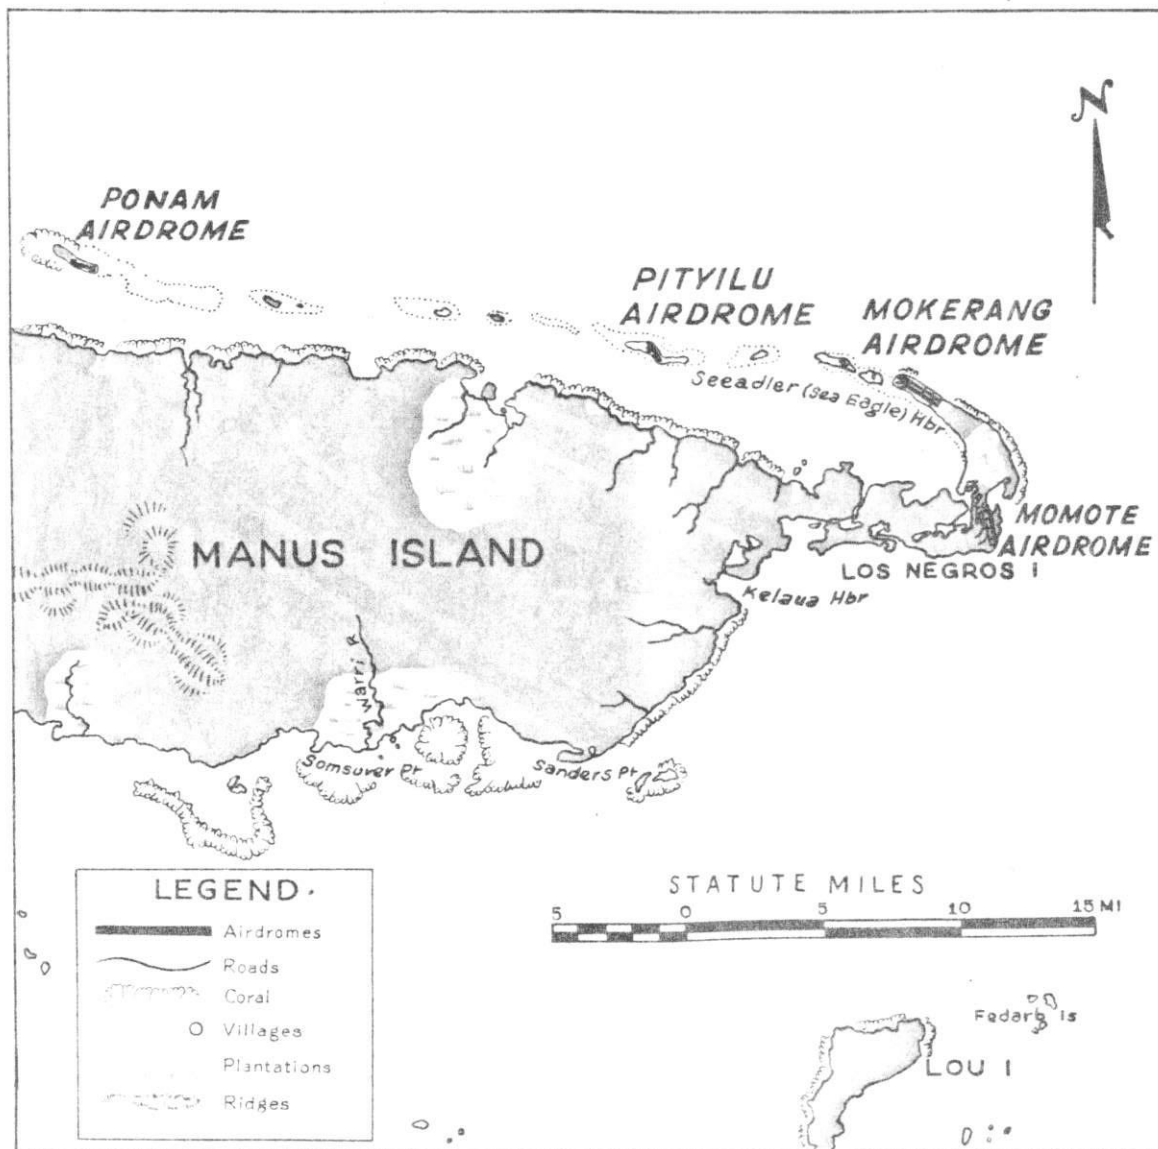 N
PONAM
AIRDROME
PITYILU
AIRDROME
MOKERANG
AIRDROME
Seeadler (Sea Eagle) Hbr
MOMOTE
AIRDROME
MANUS ISLAND
LOS NEGROS I
Kelaua Hbr
Warri R
Somsuver Pt
Sanders Pt
LEGEND
Airdromes
Roads
Coral
Villages
Plantations
Ridges
STATUTE MILES
5 0 5 10 15 MI
Fedarb Is
LOU I